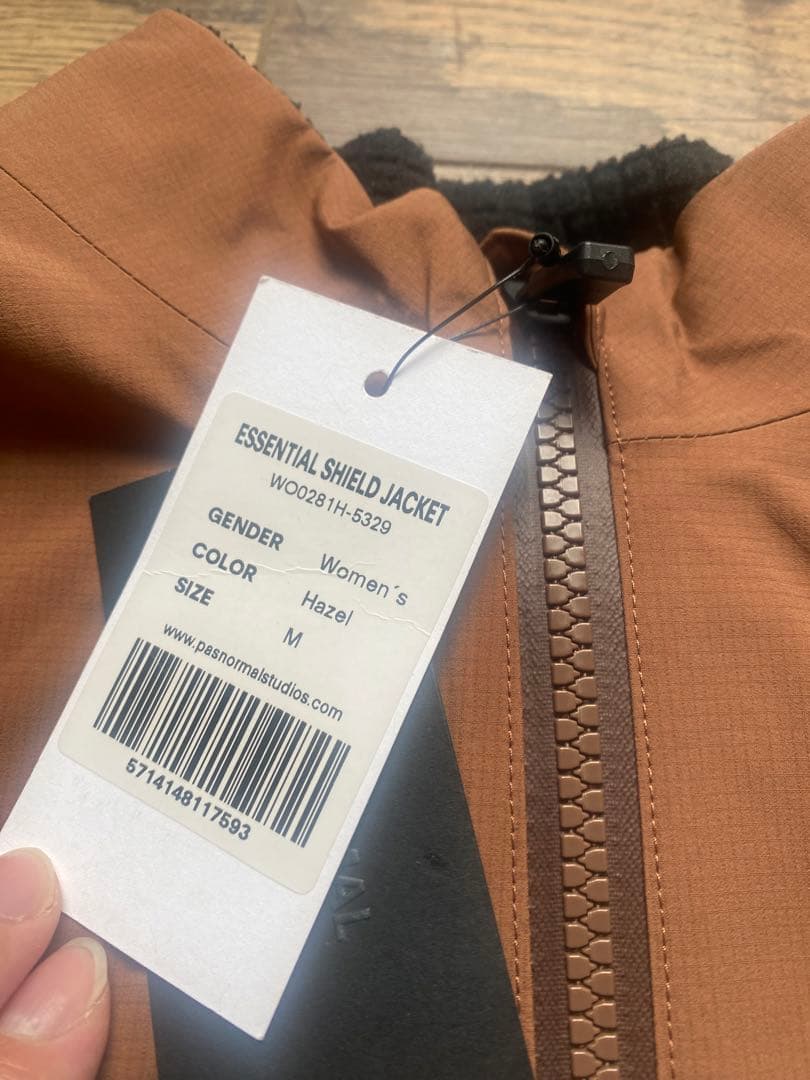 ESSENTIAL SHIELD JACKET
WO0281H-5329
GENDER Women´s
COLOR Hazel
SIZE M
www.pasnormalstudios.com
5714148117593